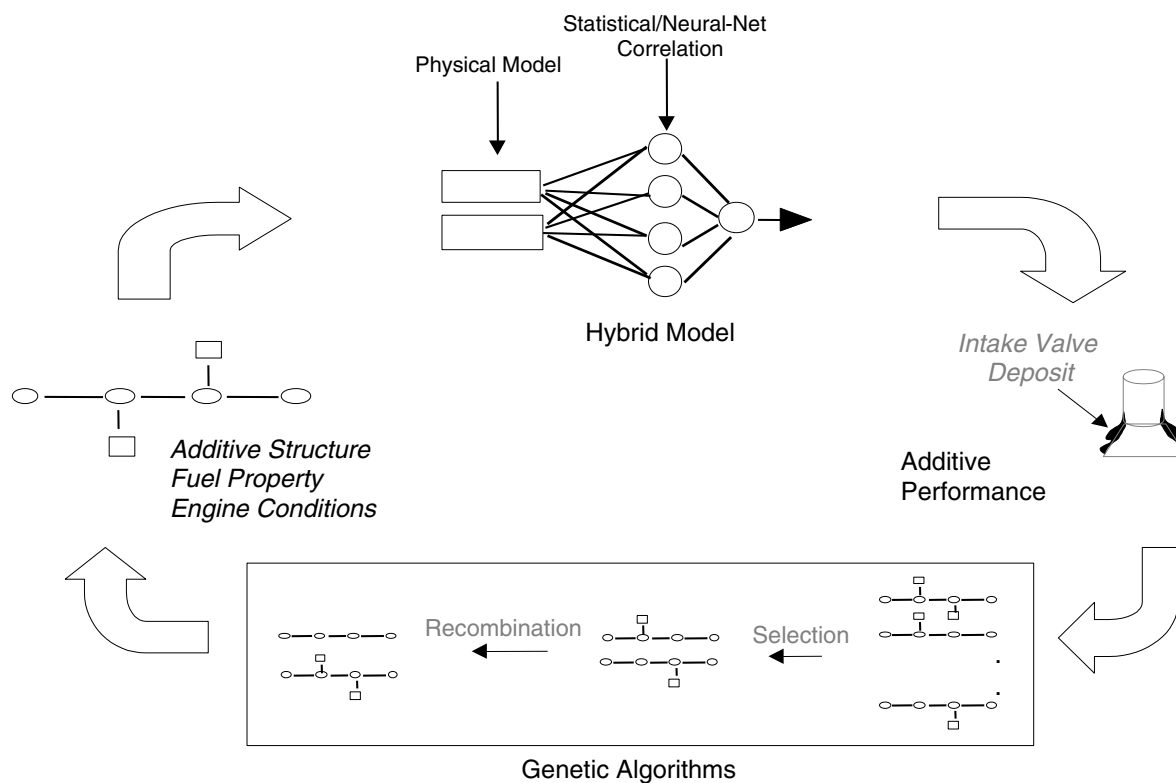 Statistical/Neural-Net
Correlation
Physical Model
Hybrid Model
Intake Valve
Deposit
Additive Structure
Fuel Property
Engine Conditions
Additive
Performance
Recombination
Selection
Genetic Algorithms